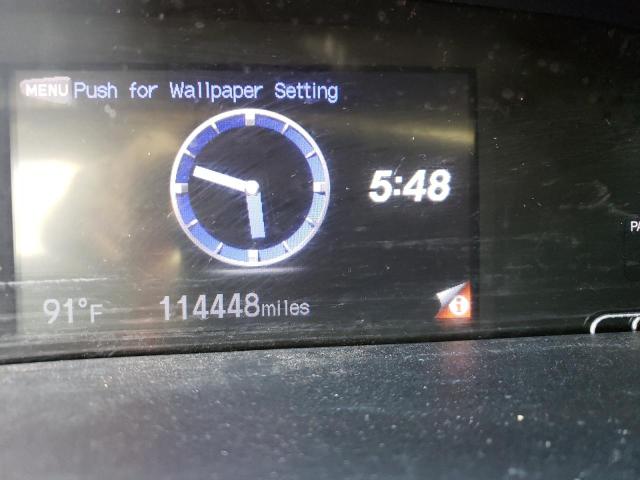 MENU Push for Wallpaper Setting
5:48
91°F 114448miles
i